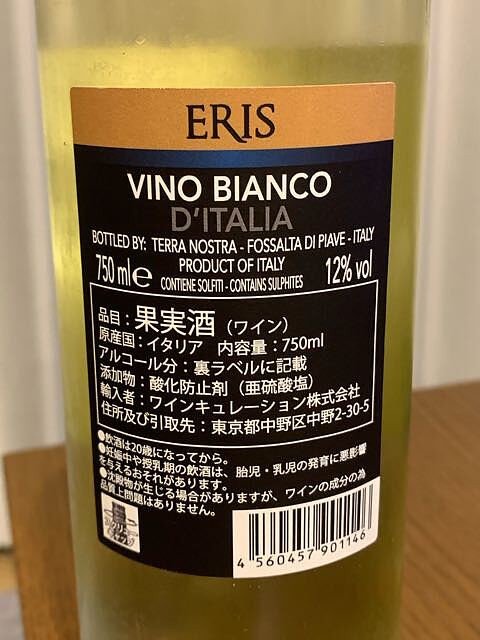 ERIS
VINO BIANCO
D'ITALIA
BOTTLED BY: TERRA NOSTRA - FOSSALTA DI PIAVE - ITALY
750 ml e PRODUCT OF ITALY 12% vol
CONTIENE SOLFITI - CONTAINS SULPHITES
品目：果実酒（ワイン）
原産国：イタリア 内容量：750ml
アルコール分：裏ラベルに記載
添加物：酸化防止剤（亜硫酸塩）
輸入者：ワインキュレーション株式会社
住所及び引取先：東京都中野区中野2-30-5
●飲酒は20歳になってから。
●妊娠中や授乳期の飲酒は、胎児・乳児の発育に悪影響
を与えるおそれがあります。
●沈殿物が生じる場合がありますが、ワインの成分の為
品質上問題はありません。
4 560457 901146